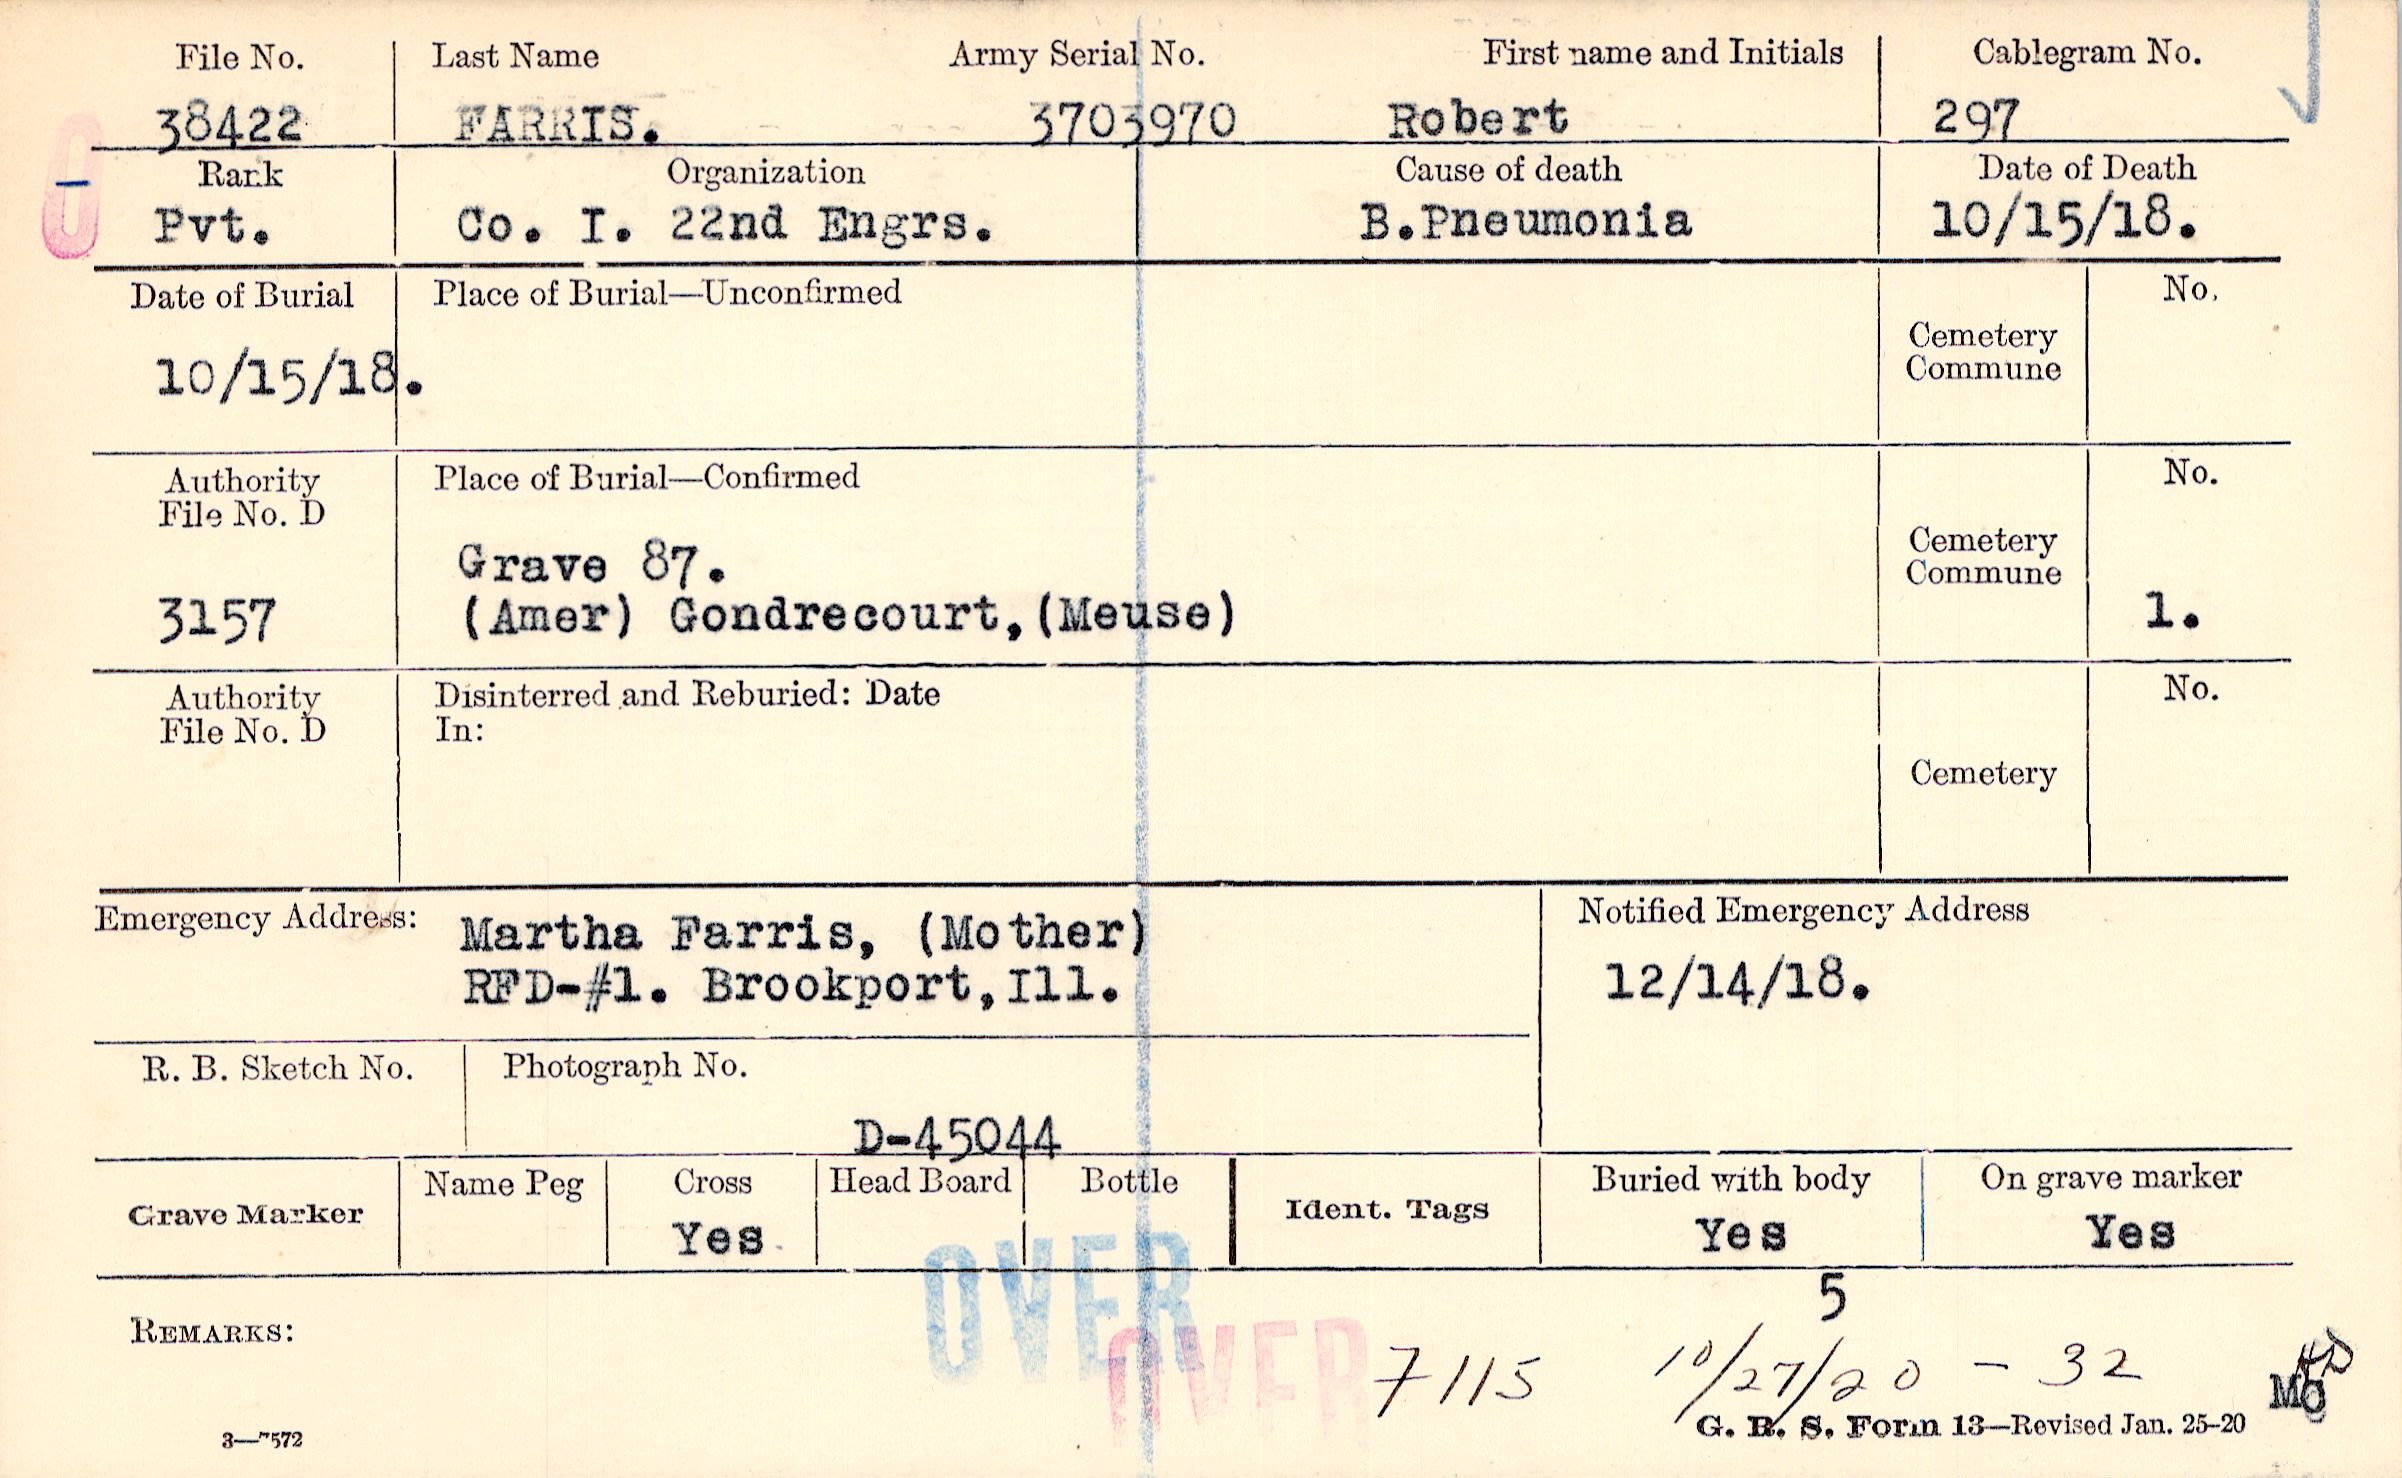 File No. Last Name Army Serial No. First name and Initials Cablegram No.
38422 FARRIS. 3703970 Robert 297
Rank Organization Cause of death Date of Death
Pvt. Co. I. 22nd Engrs. B.Pneumonia 10/15/18.
Date of Burial Place of Burial—Unconfirmed No.
Cemetery
Commune
10/15/18.
Authority Place of Burial—Confirmed No.
File No. D
Cemetery
Commune
Grave 87.
3157 (Amer) Gondrecourt,(Meuse) 1.
Authority Disinterred and Reburied: Date No.
File No. D In:
Cemetery
Emergency Address: Martha Farris, (Mother) Notified Emergency Address
RFD-#1. Brookport,Ill. 12/14/18.
R. B. Sketch No. Photograph No.
D-45044
Grave Marker Name Peg Cross Head Board Bottle Ident. Tags Buried with body On grave marker
Yes Yes Yes
5
OVER
OVER
REMARKS: 7115 10/27/20 - 32
3—7572 G. R. S. Form 13—Revised Jan. 25-20